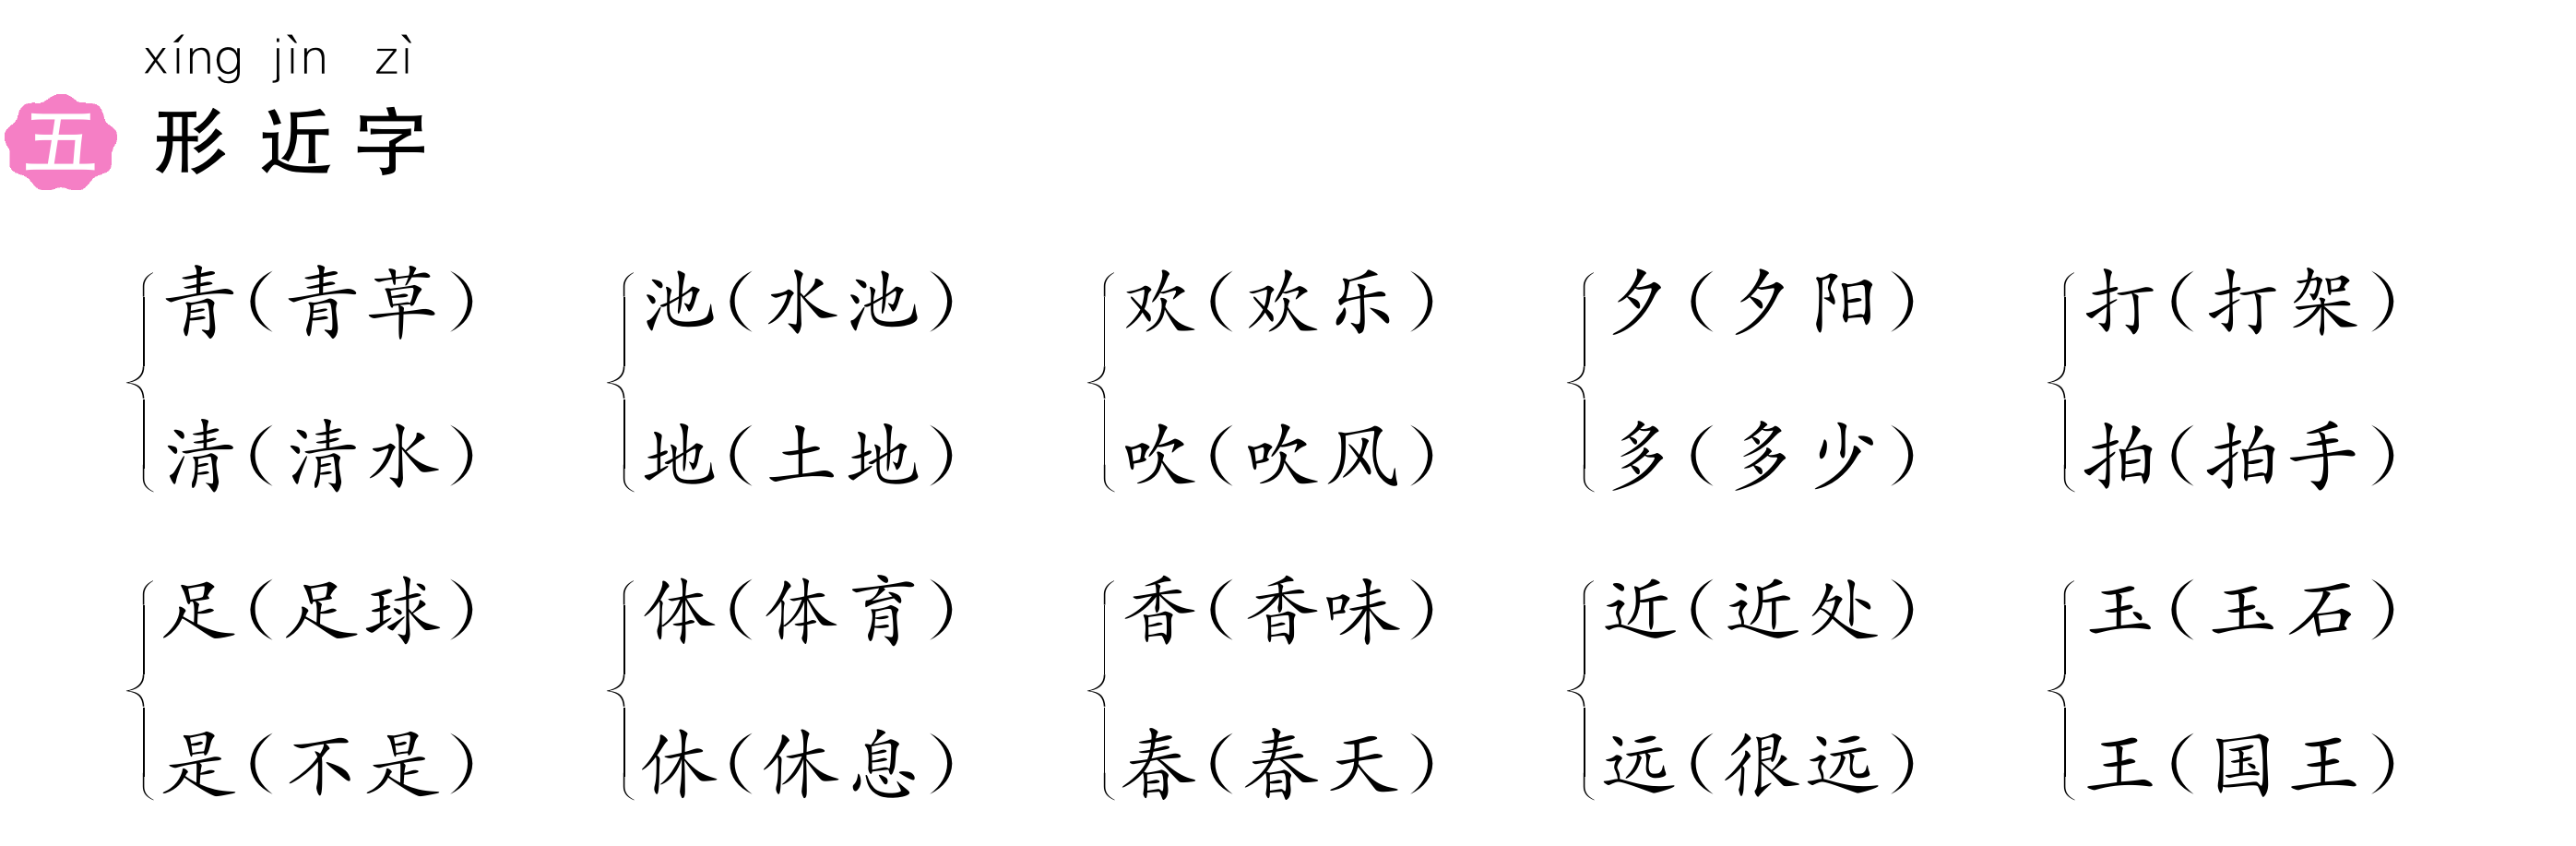 xíng jìn zì
五 形近字
青(青草) 池(水池) 欢(欢乐) 夕(夕阳) 打(打架)
清(清水) 地(土地) 吹(吹风) 多(多少) 拍(拍手)
足(足球) 体(体育) 香(香味) 近(近处) 玉(玉石)
是(不是) 休(休息) 春(春天) 远(很远) 王(国王)